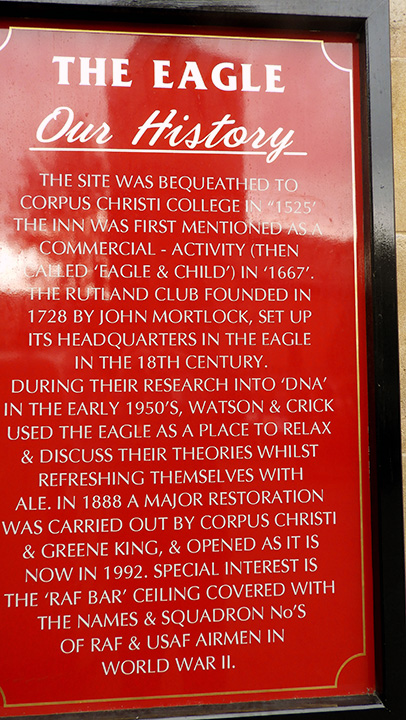 THE EAGLE
Our History
THE SITE WAS BEQUEATHED TO
CORPUS CHRISTI COLLEGE IN "1525'
THE INN WAS FIRST MENTIONED AS A
COMMERCIAL - ACTIVITY (THEN
CALLED 'EAGLE & CHILD') IN '1667'.
THE RUTLAND CLUB FOUNDED IN
1728 BY JOHN MORTLOCK, SET UP
ITS HEADQUARTERS IN THE EAGLE
IN THE 18TH CENTURY.
DURING THEIR RESEARCH INTO 'DNA'
IN THE EARLY 1950'S, WATSON & CRICK
USED THE EAGLE AS A PLACE TO RELAX
& DISCUSS THEIR THEORIES WHILST
REFRESHING THEMSELVES WITH
ALE. IN 1888 A MAJOR RESTORATION
WAS CARRIED OUT BY CORPUS CHRISTI
& GREENE KING, & OPENED AS IT IS
NOW IN 1992. SPECIAL INTEREST IS
THE 'RAF BAR' CEILING COVERED WITH
THE NAMES & SQUADRON No'S
OF RAF & USAF AIRMEN IN
WORLD WAR II.